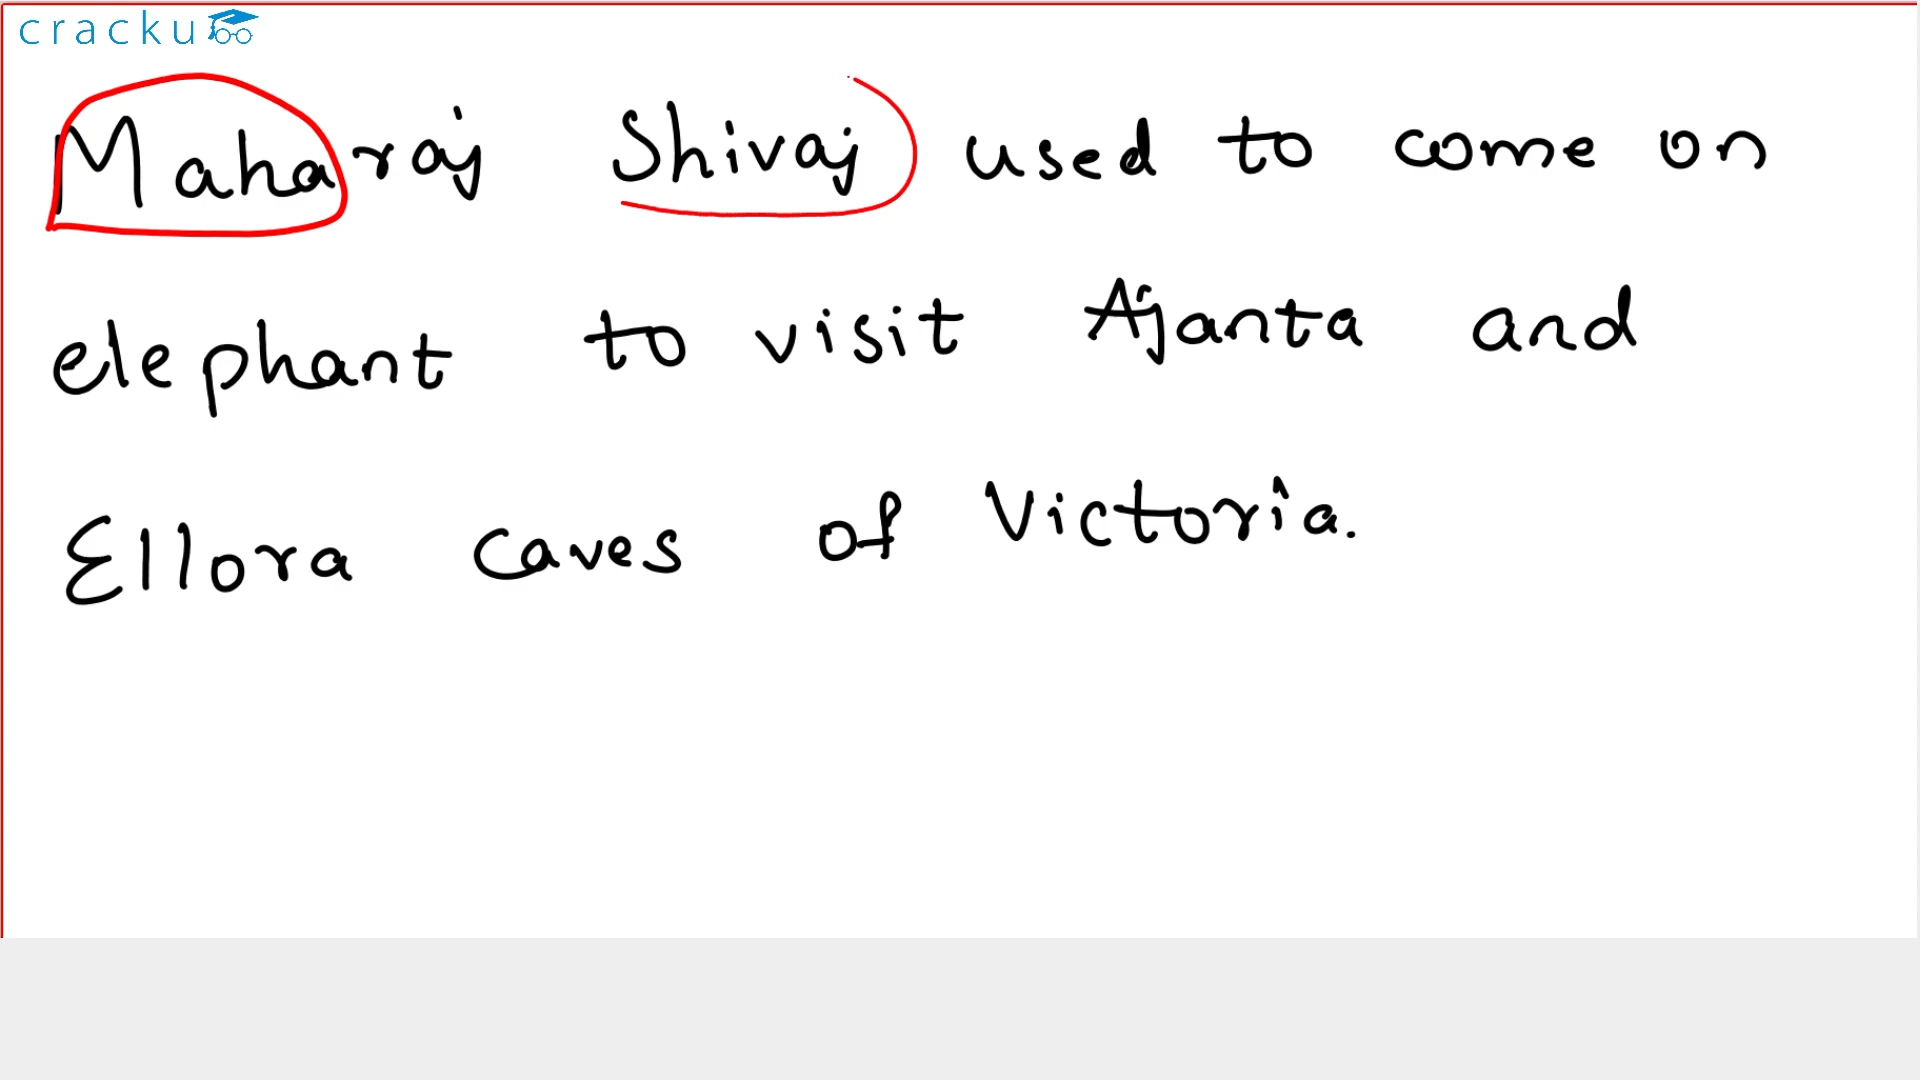 cracku
Maharaj Shivaj used to come on
elephant to visit Ajanta and
Ellora caves of Victoria.